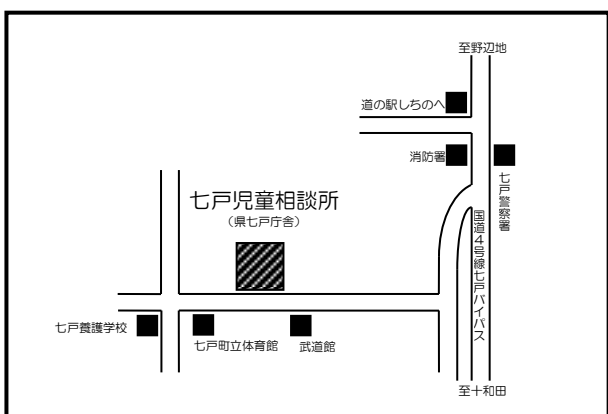 至野辺地
道の駅しちのへ
消防署
七戸警察署
七戸児童相談所
（県七戸庁舎）
国道4号線七戸バイパス
七戸養護学校
七戸町立体育館
武道館
至十和田